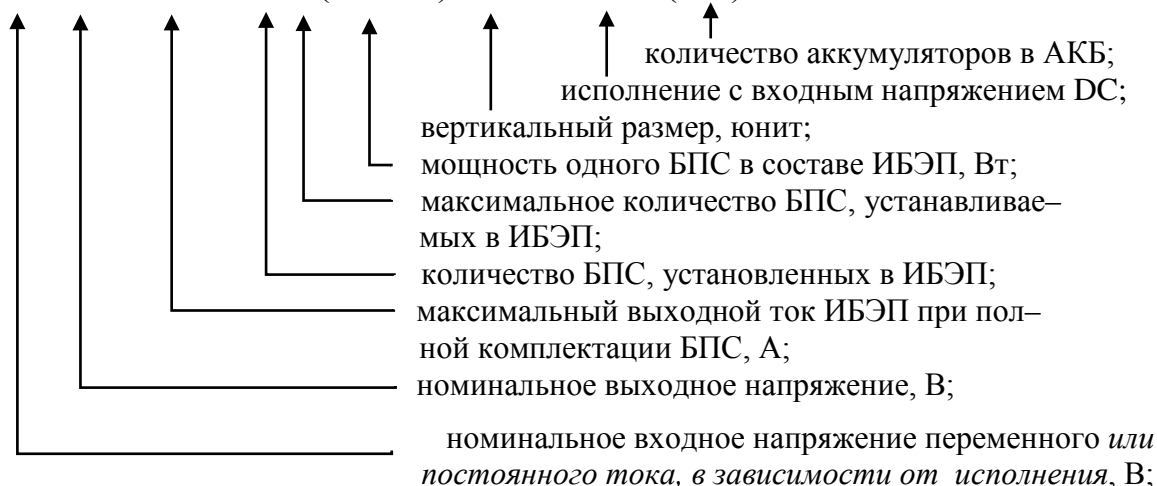 количество аккумуляторов в АКБ;
исполнение с входным напряжением DC;
вертикальный размер, юнит;
мощность одного БПС в составе ИБЭП, Вт;
максимальное количество БПС, устанавливае–
мых в ИБЭП;
количество БПС, установленных в ИБЭП;
максимальный выходной ток ИБЭП при пол–
ной комплектации БПС, А;
номинальное выходное напряжение, В;
номинальное входное напряжение переменного или
постоянного тока, в зависимости от исполнения, В;